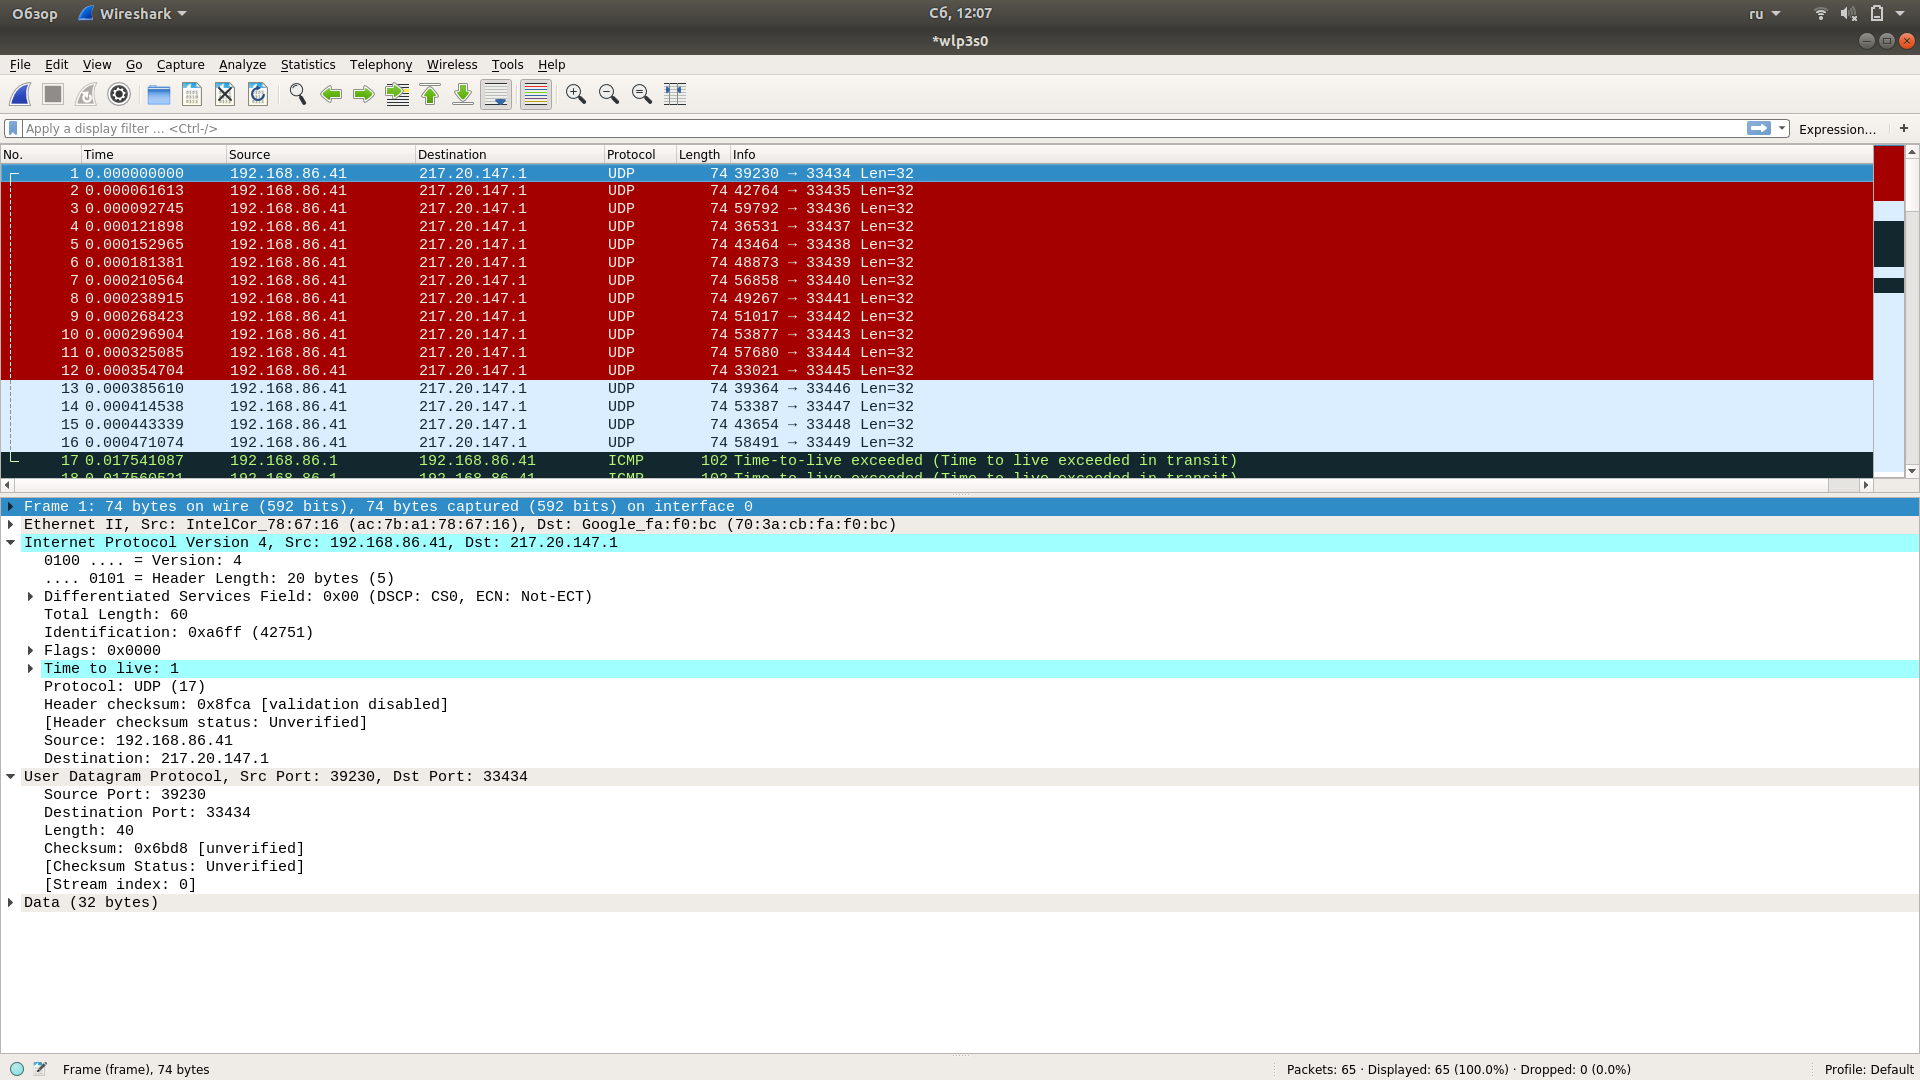 Обзор Wireshark Сб, 12:07 ru
*wlp3s0
File Edit View Go Capture Analyze Statistics Telephony Wireless Tools Help
Apply a display filter ... <Ctrl-/> Expression... +
No. Time Source Destination Protocol Length Info
1 0.000000000 192.168.86.41 217.20.147.1 UDP 74 39230 → 33434 Len=32
2 0.000061613 192.168.86.41 217.20.147.1 UDP 74 42764 → 33435 Len=32
3 0.000092745 192.168.86.41 217.20.147.1 UDP 74 59792 → 33436 Len=32
4 0.000121898 192.168.86.41 217.20.147.1 UDP 74 36531 → 33437 Len=32
5 0.000152965 192.168.86.41 217.20.147.1 UDP 74 43464 → 33438 Len=32
6 0.000181381 192.168.86.41 217.20.147.1 UDP 74 48873 → 33439 Len=32
7 0.000210564 192.168.86.41 217.20.147.1 UDP 74 56858 → 33440 Len=32
8 0.000238915 192.168.86.41 217.20.147.1 UDP 74 49267 → 33441 Len=32
9 0.000268423 192.168.86.41 217.20.147.1 UDP 74 51017 → 33442 Len=32
10 0.000296904 192.168.86.41 217.20.147.1 UDP 74 53877 → 33443 Len=32
11 0.000325085 192.168.86.41 217.20.147.1 UDP 74 57680 → 33444 Len=32
12 0.000354704 192.168.86.41 217.20.147.1 UDP 74 33021 → 33445 Len=32
13 0.000385610 192.168.86.41 217.20.147.1 UDP 74 39364 → 33446 Len=32
14 0.000414538 192.168.86.41 217.20.147.1 UDP 74 53387 → 33447 Len=32
15 0.000443339 192.168.86.41 217.20.147.1 UDP 74 43654 → 33448 Len=32
16 0.000471074 192.168.86.41 217.20.147.1 UDP 74 58491 → 33449 Len=32
17 0.017541087 192.168.86.1 192.168.86.41 ICMP 102 Time-to-live exceeded (Time to live exceeded in transit)
18 0.017560521 192.168.86.1 192.168.86.41 ICMP 102 Time-to-live exceeded (Time to live exceeded in transit)
Frame 1: 74 bytes on wire (592 bits), 74 bytes captured (592 bits) on interface 0
Ethernet II, Src: IntelCor_78:67:16 (ac:7b:a1:78:67:16), Dst: Google_fa:f0:bc (70:3a:cb:fa:f0:bc)
Internet Protocol Version 4, Src: 192.168.86.41, Dst: 217.20.147.1
0100 .... = Version: 4
.... 0101 = Header Length: 20 bytes (5)
Differentiated Services Field: 0x00 (DSCP: CS0, ECN: Not-ECT)
Total Length: 60
Identification: 0xa6ff (42751)
Flags: 0x0000
Time to live: 1
Protocol: UDP (17)
Header checksum: 0x8fca [validation disabled]
[Header checksum status: Unverified]
Source: 192.168.86.41
Destination: 217.20.147.1
User Datagram Protocol, Src Port: 39230, Dst Port: 33434
Source Port: 39230
Destination Port: 33434
Length: 40
Checksum: 0x6bd8 [unverified]
[Checksum Status: Unverified]
[Stream index: 0]
Data (32 bytes)
Frame (frame), 74 bytes Packets: 65 · Displayed: 65 (100.0%) · Dropped: 0 (0.0%) Profile: Default